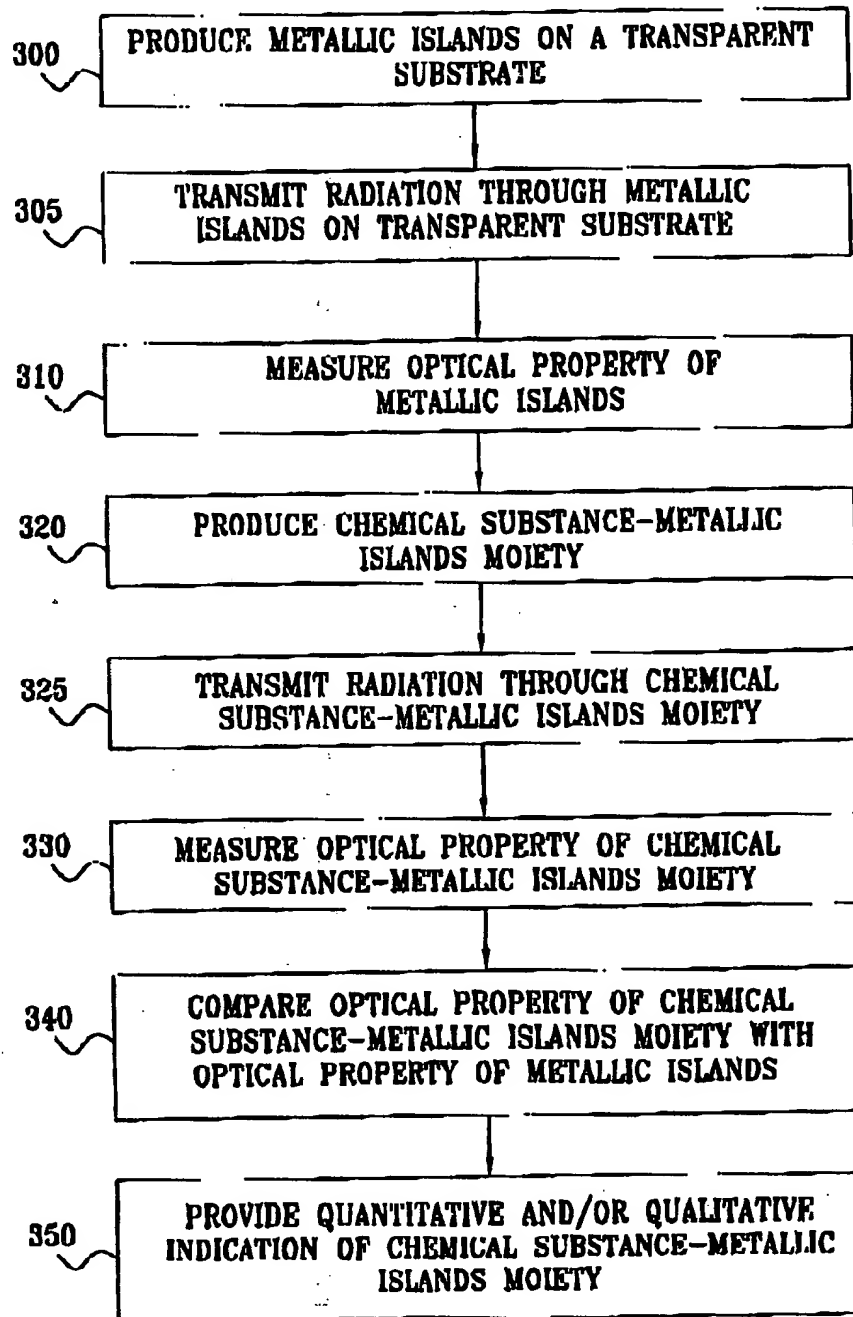 300
PRODUCE METALLIC ISLANDS ON A TRANSPARENT
SUBSTRATE
305
TRANSMIT RADIATION THROUGH METALLIC
ISLANDS ON TRANSPARENT SUBSTRATE
310
MEASURE OPTICAL PROPERTY OF
METALLIC ISLANDS
320
PRODUCE CHEMICAL SUBSTANCE-METALLIC
ISLANDS MOIETY
325
TRANSMIT RADIATION THROUGH CHEMICAL
SUBSTANCE-METALLIC ISLANDS MOIETY
330
MEASURE OPTICAL PROPERTY OF CHEMICAL
SUBSTANCE-METALLIC ISLANDS MOIETY
340
COMPARE OPTICAL PROPERTY OF CHEMICAL
SUBSTANCE-METALLIC ISLANDS MOIETY WITH
OPTICAL PROPERTY OF METALLIC ISLANDS
350
PROVIDE QUANTITATIVE AND/OR QUALITATIVE
INDICATION OF CHEMICAL SUBSTANCE-METALLIC
ISLANDS MOIETY